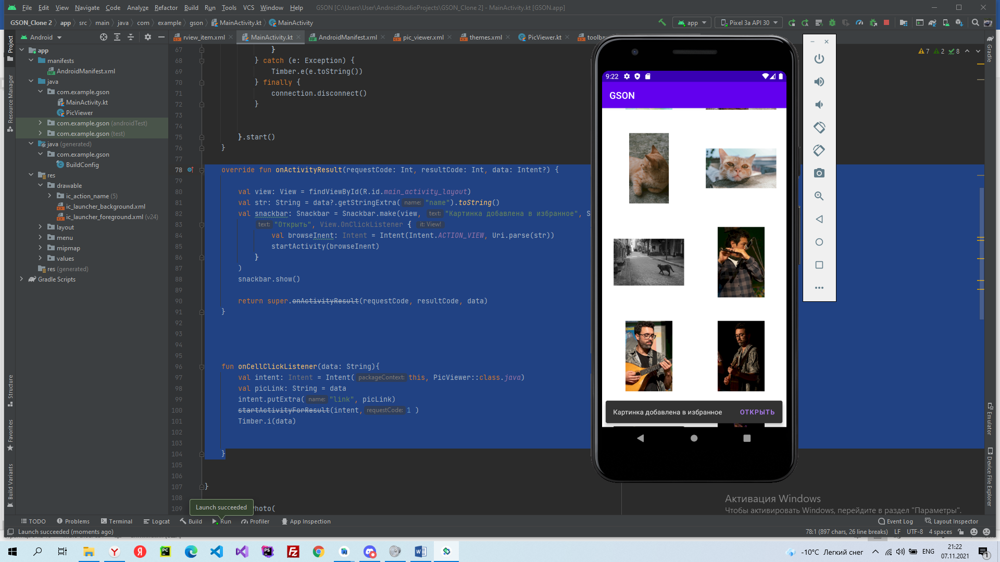 File Edit View Navigate Code Analyze Refactor Build Run Tools VCS Window Help GSON [C:\Users\User\AndroidStudioProjects\GSON_Clone 2] - MainActivity.kt [GSON.app]
GSON_Clone 2 app src main java com example gson MainActivity.kt MainActivity app Pixel 3a API 30
Android rview_item.xml MainActivity.kt AndroidManifest.xml pic_viewer.xml themes.xml PicViewer.kt toolba
Project
Resource Manager
Structure
Favorites
Build Variants
app
manifests
AndroidManifest.xml
java
com.example.gson
MainActivity.kt
PicViewer
com.example.gson (androidTest)
com.example.gson (test)
java (generated)
com.example.gson
BuildConfig
res
drawable
ic_action_name (5)
ic_launcher_background.xml
ic_launcher_foreground.xml (v24)
layout
menu
mipmap
values
res (generated)
Gradle Scripts
67 }
68 } catch (e: Exception) {
69 Timber.e(e.toString())
70 } finally {
71 connection.disconnect()
72 }
73
74
75 }.start()
76 }
77
78 override fun onActivityResult(requestCode: Int, resultCode: Int, data: Intent?) {
79
80 val view: View = findViewById(R.id.main_activity_layout)
81 val str: String = data?.getStringExtra( name: "name").toString()
82 val snackbar: Snackbar = Snackbar.make(view, text: "Картинка добавлена в избранное", S
83 text: "Открыть", View.OnClickListener { it: View!
84 val browseInent: Intent = Intent(Intent.ACTION_VIEW, Uri.parse(str))
85 startActivity(browseInent)
86 }
87 )
88 snackbar.show()
89
90 return super.onActivityResult(requestCode, resultCode, data)
91 }
92
93
94
95
96 fun onCellClickListener(data: String){
97 val intent: Intent = Intent( packageContext: this, PicViewer::class.java)
98 val picLink: String = data
99 intent.putExtra( name: "link", picLink)
100 startActivityForResult(intent, requestCode: 1 )
101 Timber.i(data)
102
103
104 }
105
106
107 }
108
109 hoto(
7 2 8
9:22
GSON
Картинка добавлена в избранное ОТКРЫТЬ
Gradle
Emulator
Device File Explorer
Активация Windows
Чтобы активировать Windows, перейдите в раздел "Параметры".
Launch succeeded
TODO Problems Terminal Logcat Build Run Profiler App Inspection Event Log Layout Inspector
Launch succeeded (moments ago) 78:1 (897 chars, 26 line breaks) LF UTF-8 4 spaces
-10°C Легкий снег ENG 21:22
07.11.2021
1